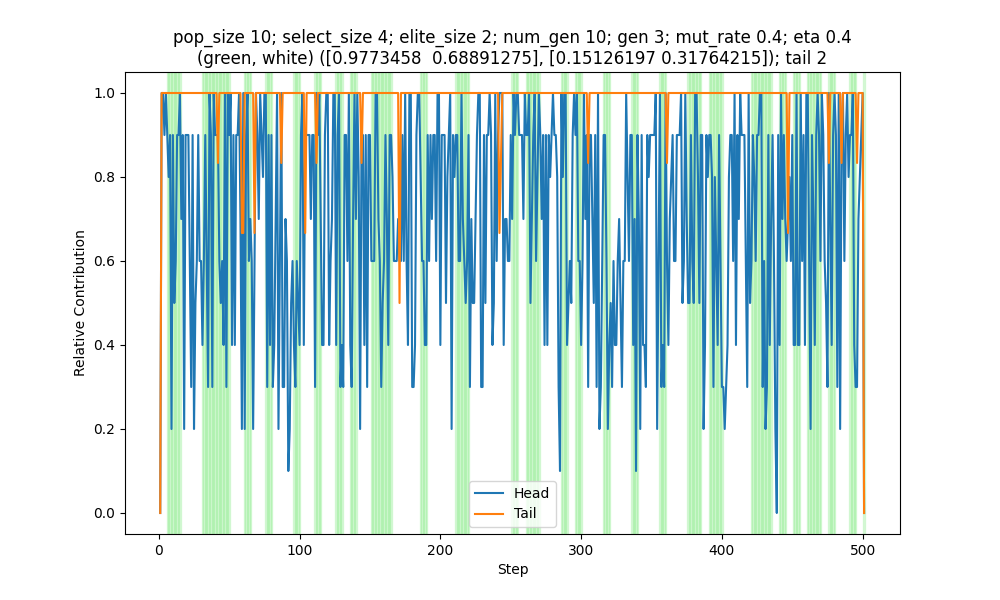 pop_size 10; select_size 4; elite_size 2; num_gen 10; gen 3; mut_rate 0.4; eta 0.4
(green, white) ([0.9773458  0.68891275], [0.15126197 0.31764215]); tail 2
1.0
0.8
0.6
0.4
0.2
0.0
Relative Contribution
Head
Tail
0
100
200
300
400
500
Step